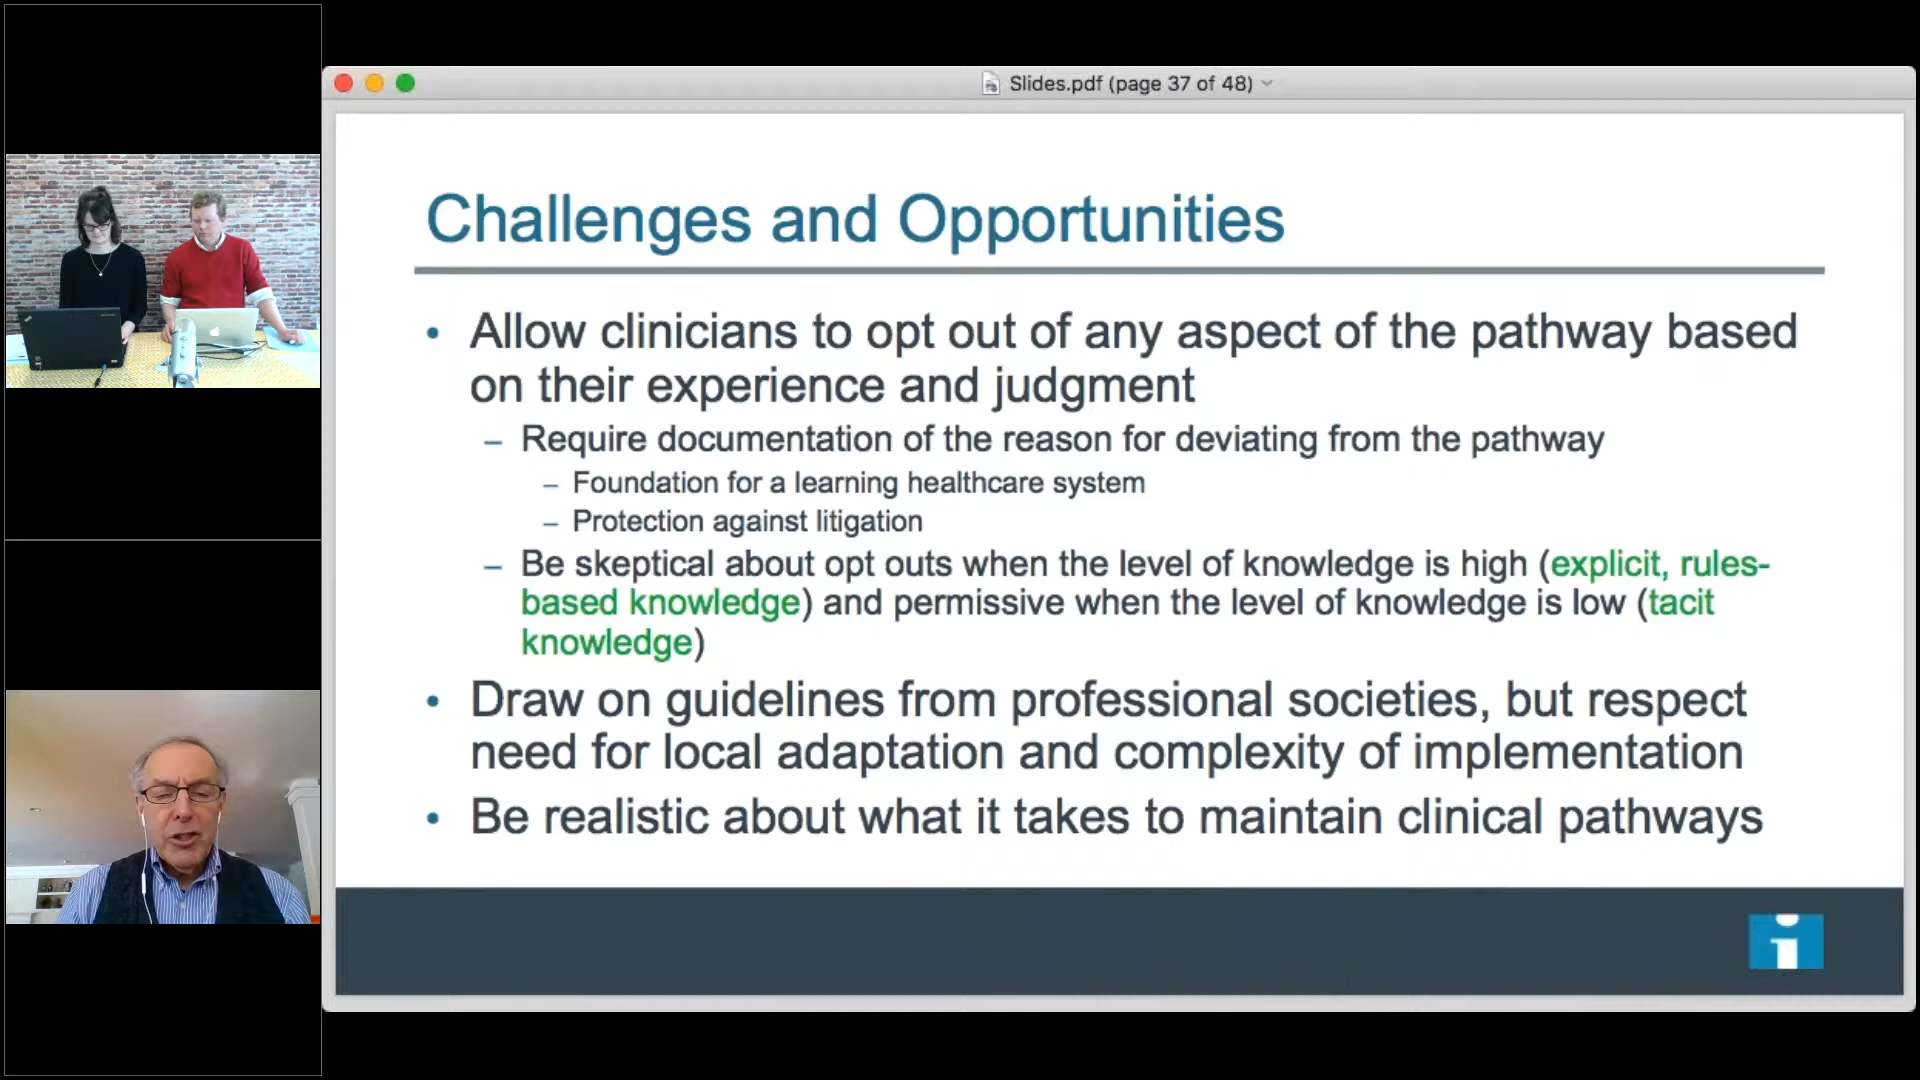 Slides.pdf (page 37 of 48)
Challenges and Opportunities
• Allow clinicians to opt out of any aspect of the pathway based
on their experience and judgment
– Require documentation of the reason for deviating from the pathway
– Foundation for a learning healthcare system
– Protection against litigation
– Be skeptical about opt outs when the level of knowledge is high (explicit, rules-
based knowledge) and permissive when the level of knowledge is low (tacit
knowledge)
• Draw on guidelines from professional societies, but respect
need for local adaptation and complexity of implementation
• Be realistic about what it takes to maintain clinical pathways
i